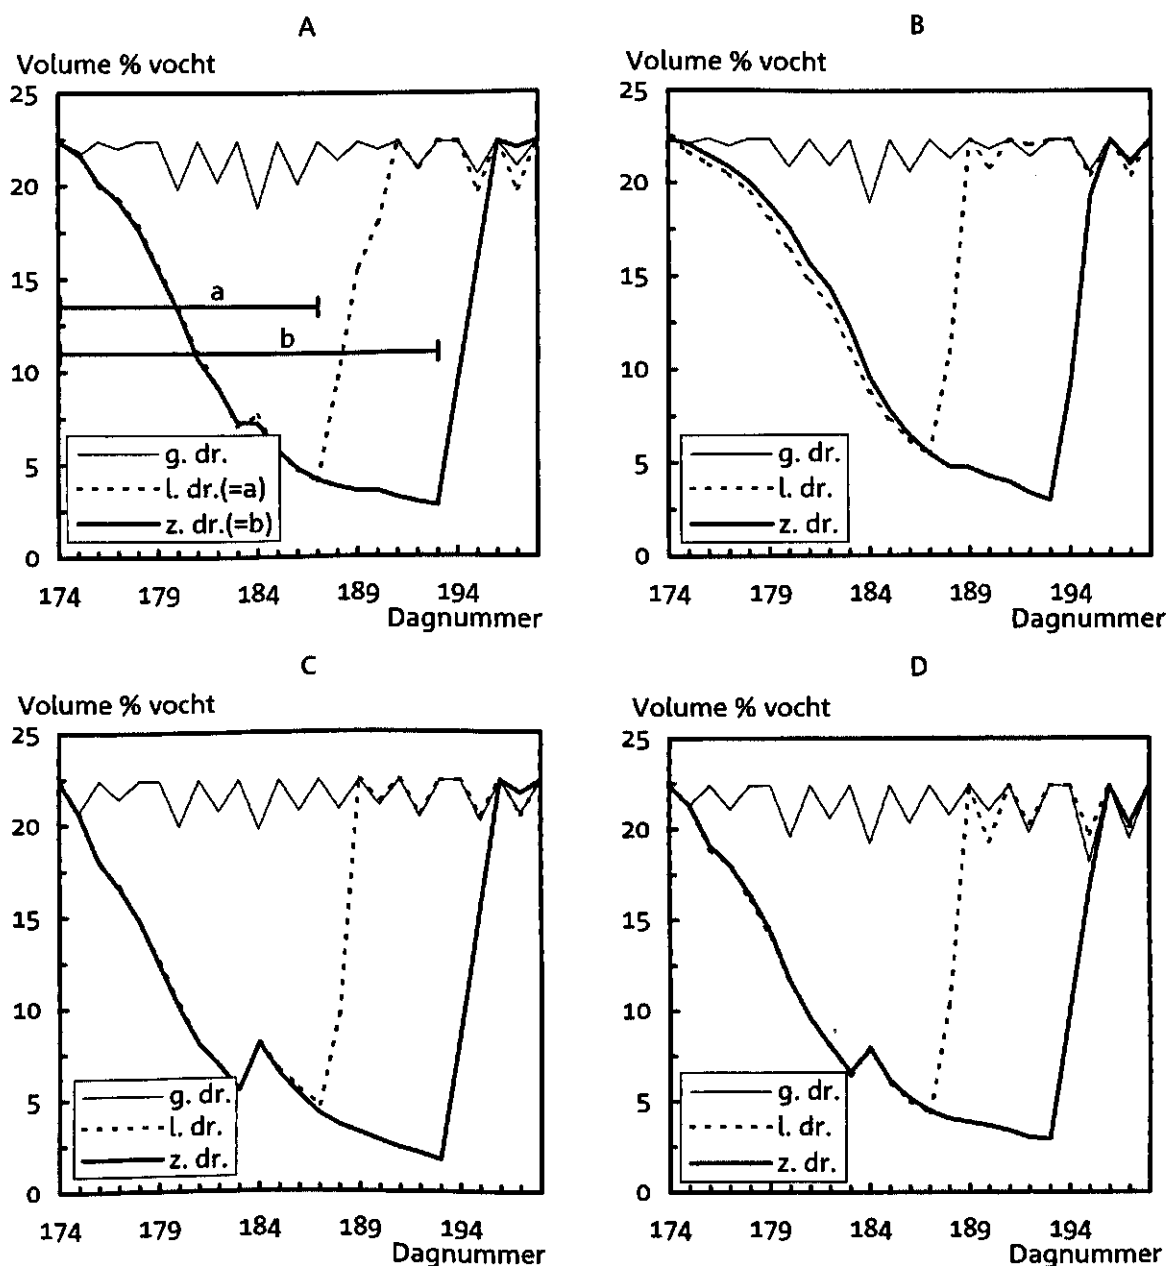 A
Volume % vocht
25
20
15
10
5
0
a
b
g. dr.
l. dr.(=a)
z. dr.(=b)
174 179 184 189 194
Dagnummer
B
Volume % vocht
25
20
15
10
5
0
g. dr.
l. dr.
z. dr.
174 179 184 189 194
Dagnummer
C
Volume % vocht
25
20
15
10
5
0
g. dr.
l. dr.
z. dr.
174 179 184 189 194
Dagnummer
D
Volume % vocht
25
20
15
10
5
0
g. dr.
l. dr.
z. dr.
174 179 184 189 194
Dagnummer